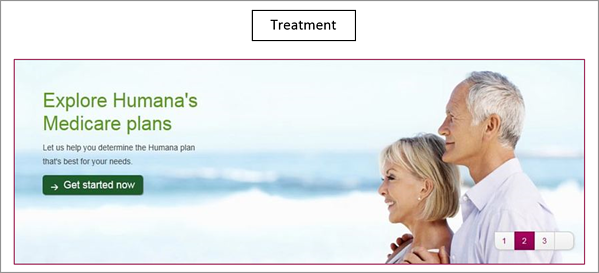 Treatment
Explore Humana's
Medicare plans
Let us help you determine the Humana plan
that's best for your needs.
→ Get started now
1 2 3